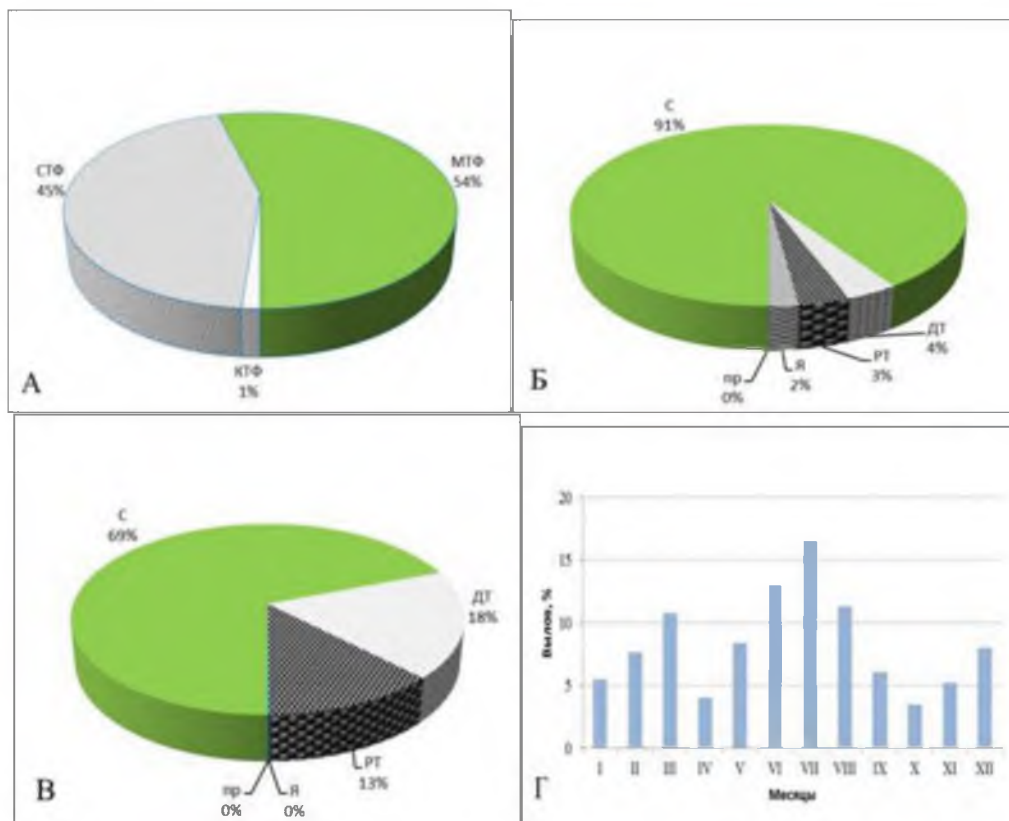 СТФ
45%
МТФ
54%
КТФ
1%
А
С
91%
ДТ
4%
РТ
3%
Я
2%
пр
0%
Б
С
69%
ДТ
18%
РТ
13%
Я
0%
пр
0%
В
Вылов, %
20
15
10
5
0
I II III IV V VI VII VIII IX X XI XII
Месяцы
Г